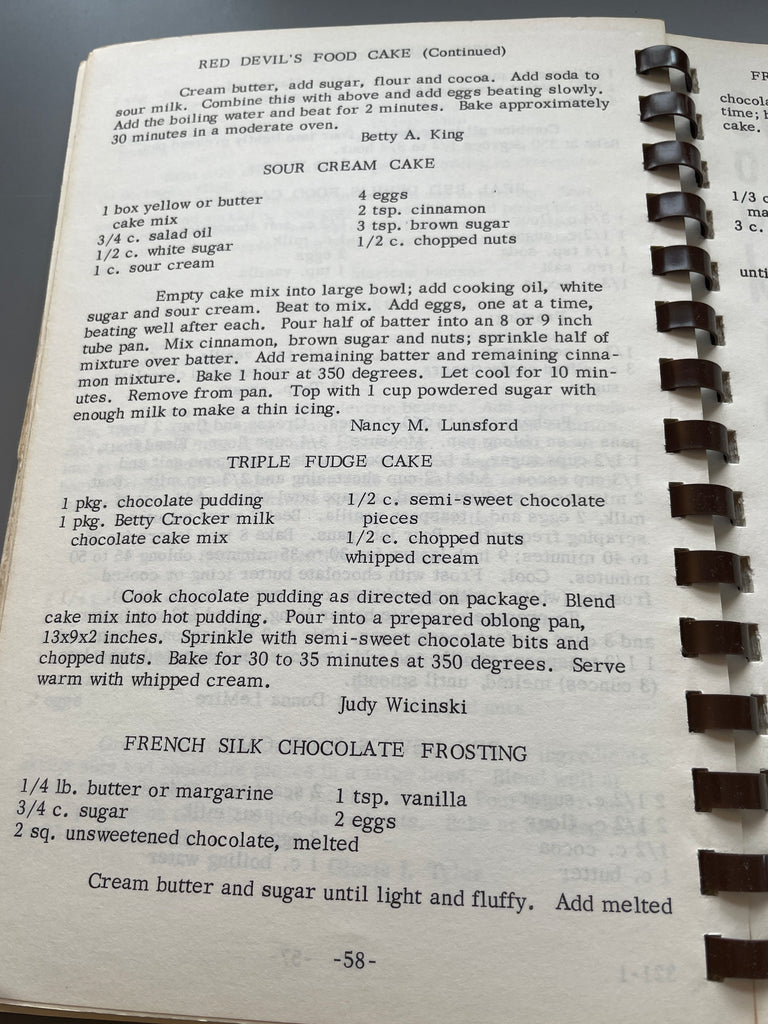 RED DEVIL'S FOOD CAKE (Continued)
Cream butter, add sugar, flour and cocoa. Add soda to
sour milk. Combine this with above and add eggs beating slowly.
Add the boiling water and beat for 2 minutes. Bake approximately
30 minutes in a moderate oven.
Betty A. King
SOUR CREAM CAKE
1 box yellow or butter
cake mix
3/4 c. salad oil
1/2 c. white sugar
1 c. sour cream
4 eggs
2 tsp. cinnamon
3 tsp. brown sugar
1/2 c. chopped nuts
Empty cake mix into large bowl; add cooking oil, white
sugar and sour cream. Beat to mix. Add eggs, one at a time,
beating well after each. Pour half of batter into an 8 or 9 inch
tube pan. Mix cinnamon, brown sugar and nuts; sprinkle half of
mixture over batter. Add remaining batter and remaining cinna-
mon mixture. Bake 1 hour at 350 degrees. Let cool for 10 min-
utes. Remove from pan. Top with 1 cup powdered sugar with
enough milk to make a thin icing.
Nancy M. Lunsford
TRIPLE FUDGE CAKE
1 pkg. chocolate pudding
1 pkg. Betty Crocker milk
chocolate cake mix
1/2 c. semi-sweet chocolate
pieces
1/2 c. chopped nuts
whipped cream
Cook chocolate pudding as directed on package. Blend
cake mix into hot pudding. Pour into a prepared oblong pan,
13x9x2 inches. Sprinkle with semi-sweet chocolate bits and
chopped nuts. Bake for 30 to 35 minutes at 350 degrees. Serve
warm with whipped cream.
Judy Wicinski
FRENCH SILK CHOCOLATE FROSTING
1/4 lb. butter or margarine
3/4 c. sugar
2 sq. unsweetened chocolate, melted
1 tsp. vanilla
2 eggs
Cream butter and sugar until light and fluffy. Add melted
-58-
FR
chocola
time; b
cake.
1/3 c
ma
3 c.
unti